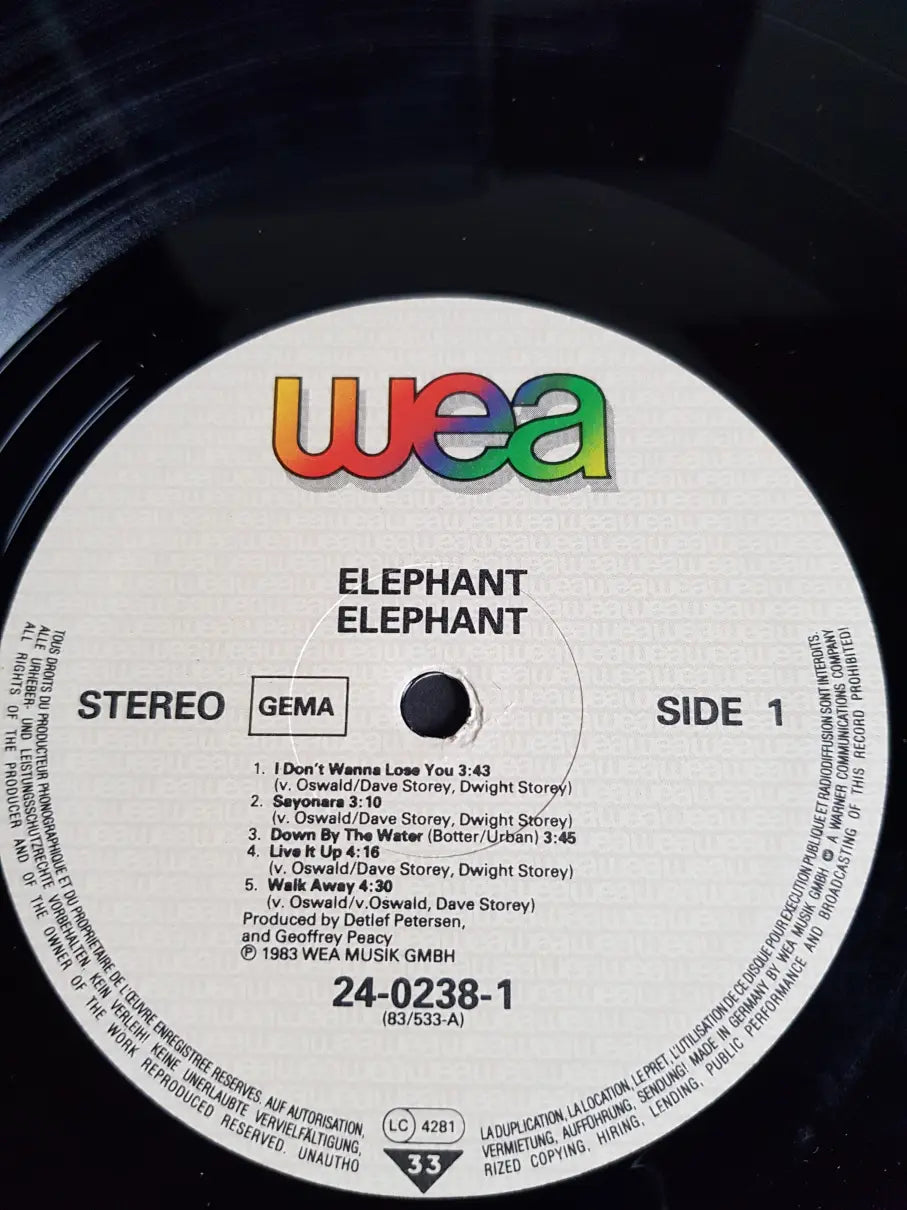 wea
ELEPHANT
ELEPHANT
STEREO
GEMA
SIDE 1
1. I Don't Wanna Lose You 3:43
(v. Oswald/Dave Storey, Dwight Storey)
2. Sayonara 3:10
(v. Oswald/Dave Storey, Dwight Storey)
3. Down By The Water (Botter/Urban) 3:45
4. Live It Up 4:16
(v. Oswald/Dave Storey, Dwight Storey)
5. Walk Away 4:30
(v. Oswald/v.Oswald, Dave Storey)
Produced by Detlef Petersen,
and Geoffrey Peacy
℗ 1983 WEA MUSIK GMBH
24-0238-1
(83/533-A)
LC 4281
33
TOUS DROITS DU PRODUCTEUR PHONOGRAPHIQUE ET DU PROPRIETAIRE DE L'ŒUVRE ENREGISTREE RESERVES. AUF AUTORISATION,
ALLE URHEBER- UND LEISTUNGSSCHUTZRECHTE VORBEHALTEN. KEIN VERLEIH! KEINE UNERLAUBTE VERVIELFÄLTIGUNG,
ALL RIGHTS OF THE PRODUCER AND OF THE OWNER OF THE WORK REPRODUCED RESERVED. UNAUTHO
LA DUPLICATION, LA LOCATION, LE PRET, L'UTILISATION DE CE DISQUE POUR EXECUTION PUBLIQUE ET RADIODIFFUSION SONT INTERDITS.
VERMIETUNG, AUFFÜHRUNG, SENDUNG! MADE IN GERMANY BY WEA MUSIK GMBH A WARNER COMMUNICATIONS COMPANY
RIZED COPYING, HIRING, LENDING, PUBLIC PERFORMANCE AND BROADCASTING OF THIS RECORD PROHIBITED!